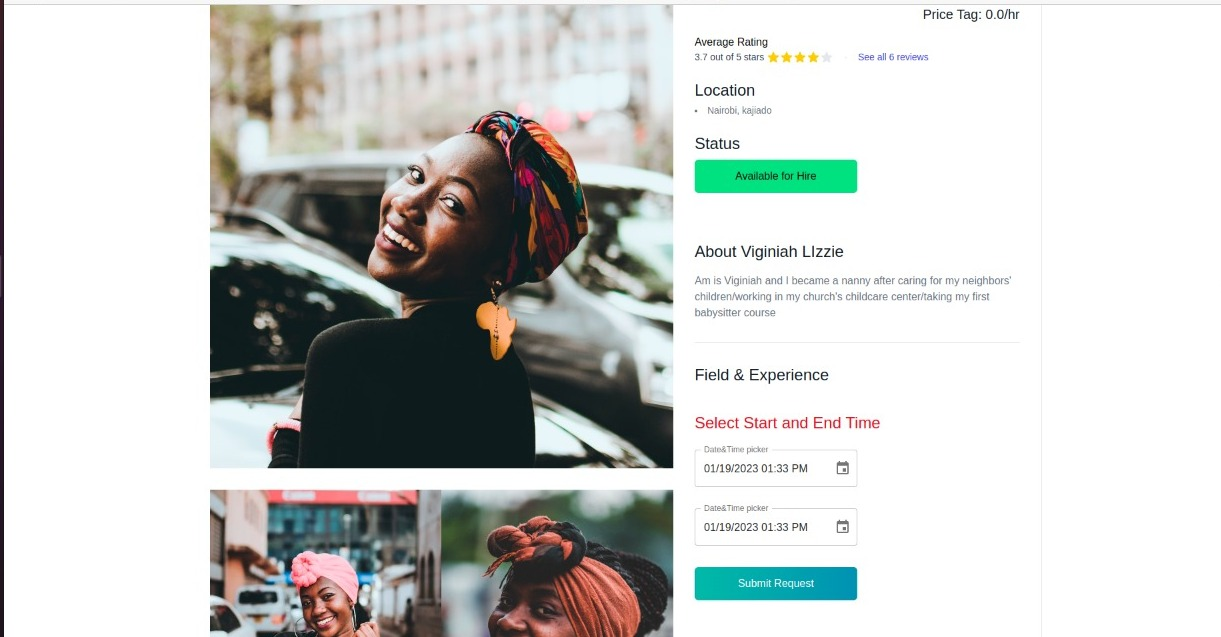 Price Tag: 0.0/hr
Average Rating
3.7 out of 5 stars · See all 6 reviews
Location
• Nairobi, kajiado
Status
Available for Hire
About Viginiah LIzzie
Am is Viginiah and I became a nanny after caring for my neighbors'
children/working in my church's childcare center/taking my first
babysitter course
Field & Experience
Select Start and End Time
Date&Time picker
01/19/2023 01:33 PM
Date&Time picker
01/19/2023 01:33 PM
Submit Request